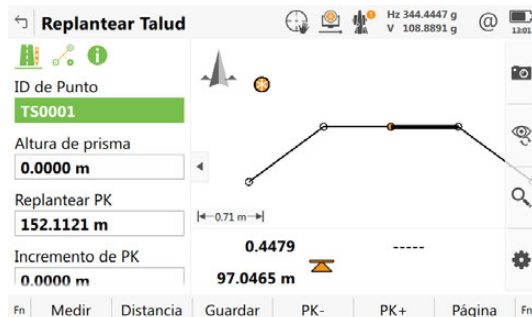 Replantear Talud
Hz 344.4447 g
V 108.8891 g
@
13:01
ID de Punto
TS0001
Altura de prisma
0.0000 m
Replantear PK
152.1121 m
Incremento de PK
0.0000 m
0.71 m
0.4479
-----
97.0465 m
Fn Medir Distancia Guardar PK- PK+ Página Fn